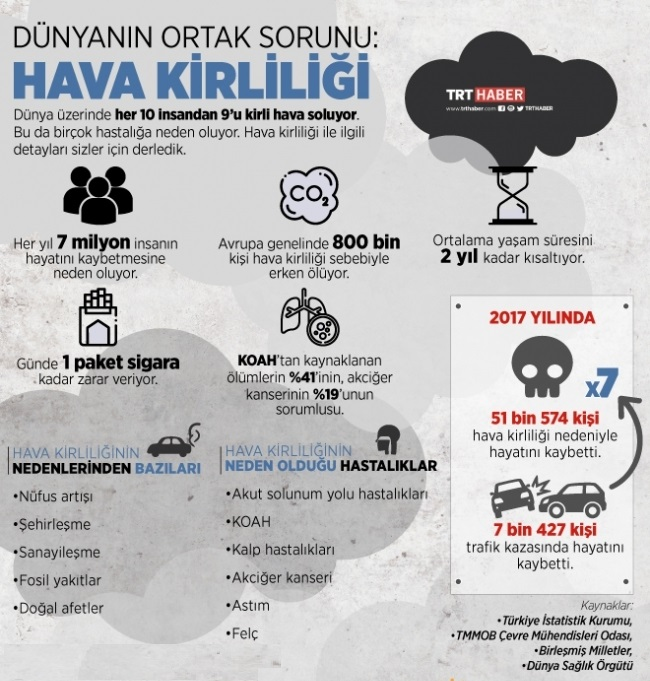 DÜNYANIN ORTAK SORUNU:
HAVA KİRLİLİĞİ
Dünya üzerinde her 10 insandan 9'u kirli hava soluyor.
Bu da birçok hastalığa neden oluyor. Hava kirliliği ile ilgili
detayları sizler için derledik.
TRT HABER
www.trthaber.com TRTHABER
Her yıl 7 milyon insanın
hayatını kaybetmesine
neden oluyor.
CO2
Avrupa genelinde 800 bin
kişi hava kirliliği sebebiyle
erken ölüyor.
Ortalama yaşam süresini
2 yıl kadar kısaltıyor.
Günde 1 paket sigara
kadar zarar veriyor.
KOAH'tan kaynaklanan
ölümlerin %41'inin, akciğer
kanserinin %19'unun
sorumlusu.
2017 YILINDA
x7
51 bin 574 kişi
hava kirliliği nedeniyle
hayatını kaybetti.
7 bin 427 kişi
trafik kazasında hayatını
kaybetti.
HAVA KİRLİLİĞİNİN
NEDENLERİNDEN BAZILARI
•Nüfus artışı
•Şehirleşme
•Sanayileşme
•Fosil yakıtlar
•Doğal afetler
HAVA KİRLİLİĞİNİN
NEDEN OLDUĞU HASTALIKLAR
•Akut solunum yolu hastalıkları
•KOAH
•Kalp hastalıkları
•Akciğer kanseri
•Astım
•Felç
Kaynaklar:
•Türkiye İstatistik Kurumu,
•TMMOB Çevre Mühendisleri Odası,
•Birleşmiş Milletler,
•Dünya Sağlık Örgütü